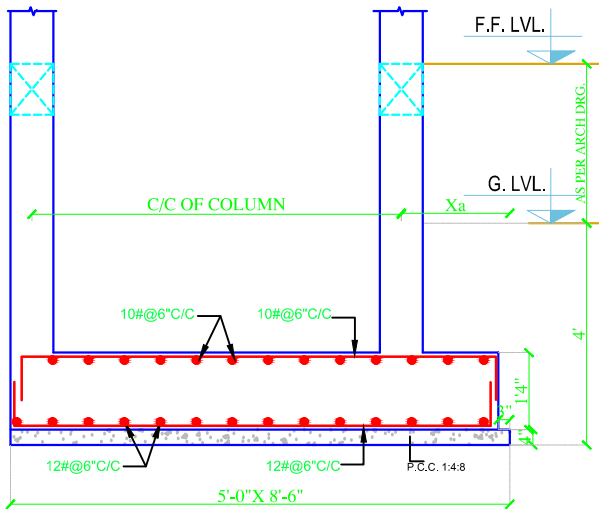 F.F. LVL.
AS PER ARCH DRG.
G. LVL.
C/C OF COLUMN
Xa
10#@6"C/C
10#@6"C/C
4'
1'4"
3"
4"
12#@6"C/C
12#@6"C/C
P.C.C. 1:4:8
5'-0"X 8'-6"